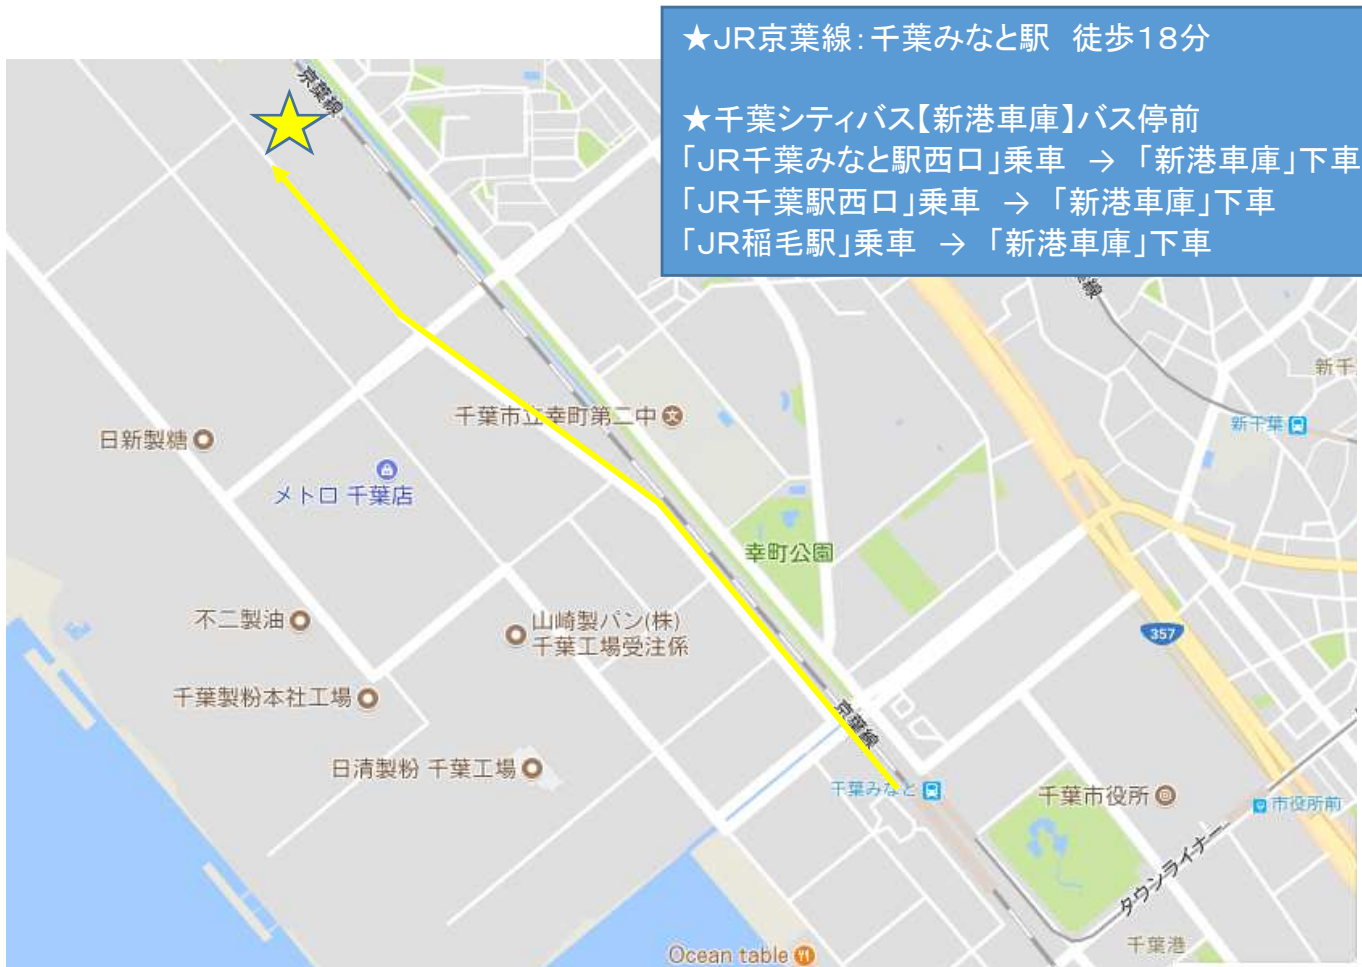 ★JR京葉線：千葉みなと駅　徒歩18分
★千葉シティバス【新港車庫】バス停前
「JR千葉みなと駅西口」乗車　→　「新港車庫」下車
「JR千葉駅西口」乗車　→　「新港車庫」下車
「JR稲毛駅」乗車　→　「新港車庫」下車
京葉線
新千
新千葉
千葉市立幸町第二中
日新製糖
メトロ 千葉店
幸町公園
不二製油
山崎製パン(株)
千葉工場受注係
357
千葉製粉本社工場
京葉線
日清製粉 千葉工場
千葉みなと
千葉市役所
市役所前
タウンライナー
千葉港
Ocean table